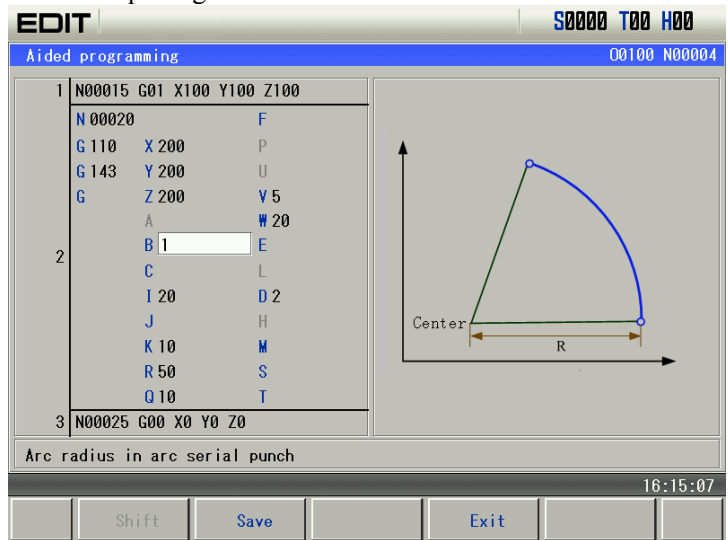 EDIT S0000 T00 H00
Aided programming O0100 N00004
1 N00015 G01 X100 Y100 Z100
N 00020 F
G 110 X 200 P
G 143 Y 200 U
G Z 200 V 5
A W 20
B 1 E
2
C L
I 20 D 2
J H
K 10 M
R 50 S
Q 10 T
3 N00025 G00 X0 Y0 Z0
Center
R
Arc radius in arc serial punch
16:15:07
Shift Save Exit